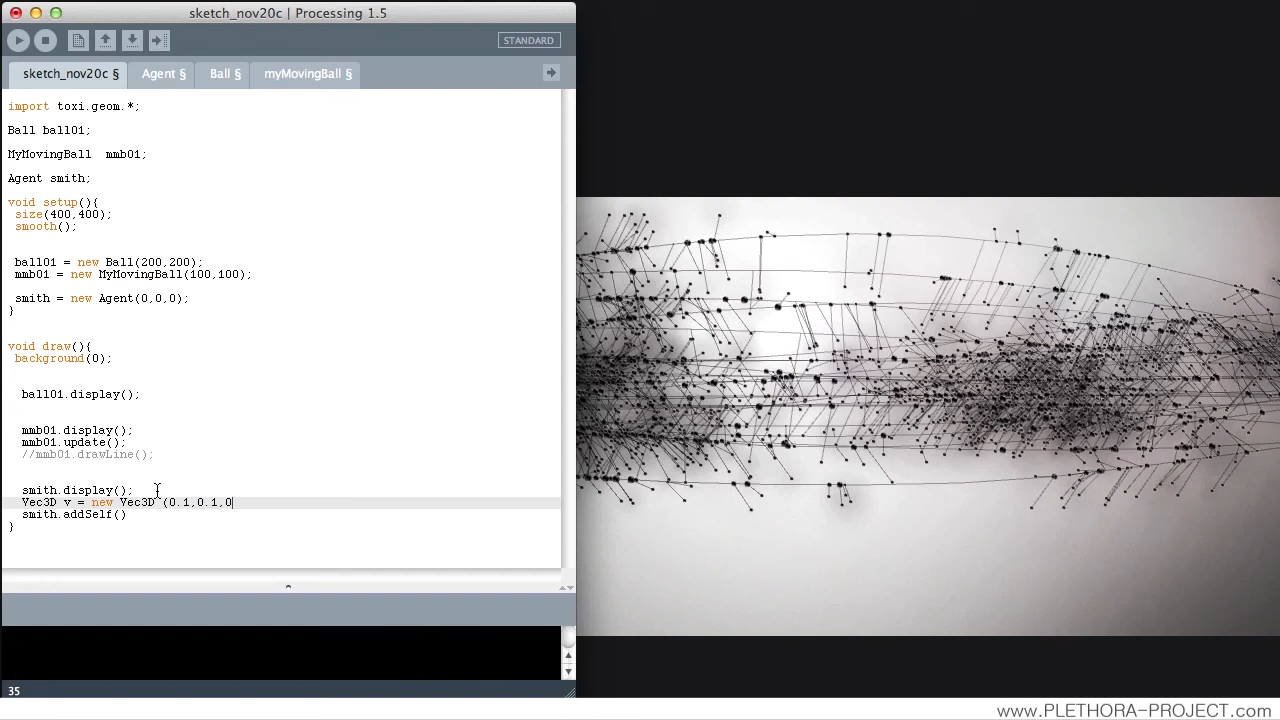 sketch_nov20c | Processing 1.5
STANDARD
sketch_nov20c § Agent § Ball § myMovingBall §
import toxi.geom.*;
Ball ball01;
MyMovingBall  mmb01;
Agent smith;
void setup(){
size(400,400);
smooth();
ball01 = new Ball(200,200);
mmb01 = new MyMovingBall(100,100);
smith = new Agent(0,0,0);
}
void draw(){
background(0);
ball01.display();
mmb01.display();
mmb01.update();
//mmb01.drawLine();
smith.display();
Vec3D v = new Vec3D (0.1,0.1,0
smith.addSelf()
}
35
www.PLETHORA-PROJECT.com